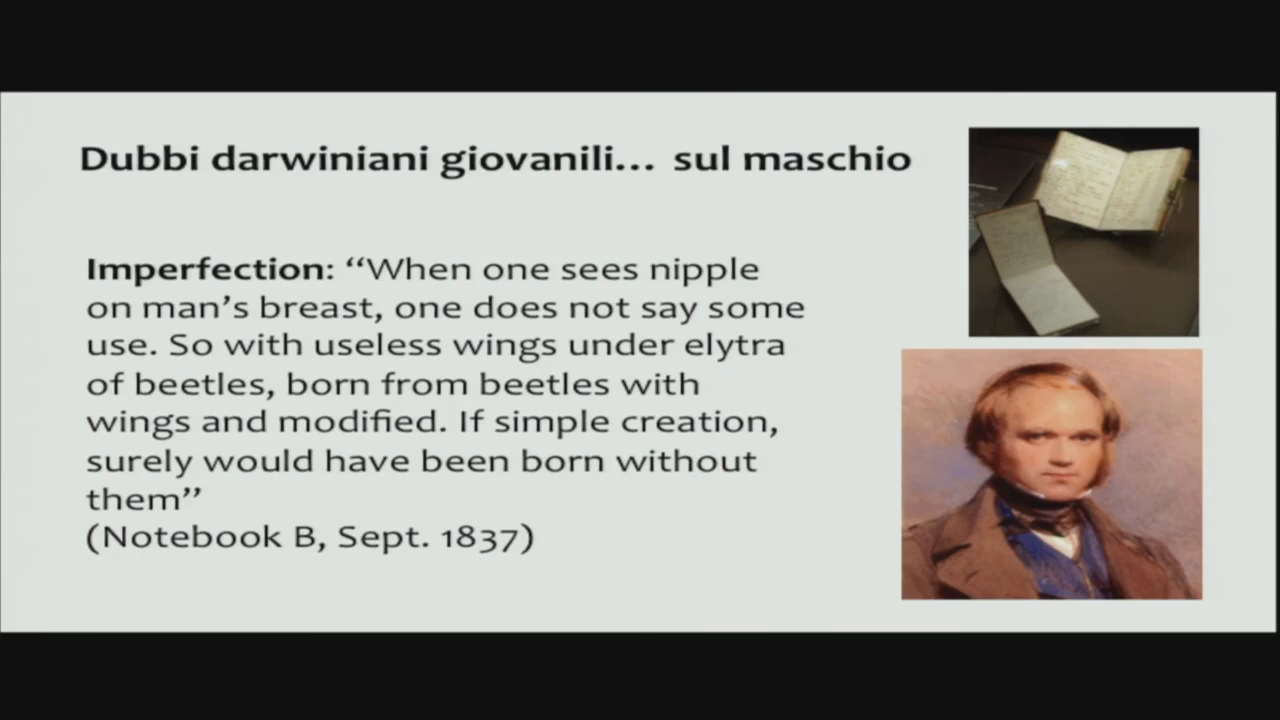 Dubbi darwiniani giovanili... sul maschio
Imperfection: “When one sees nipple
on man’s breast, one does not say some
use. So with useless wings under elytra
of beetles, born from beetles with
wings and modified. If simple creation,
surely would have been born without
them”
(Notebook B, Sept. 1837)